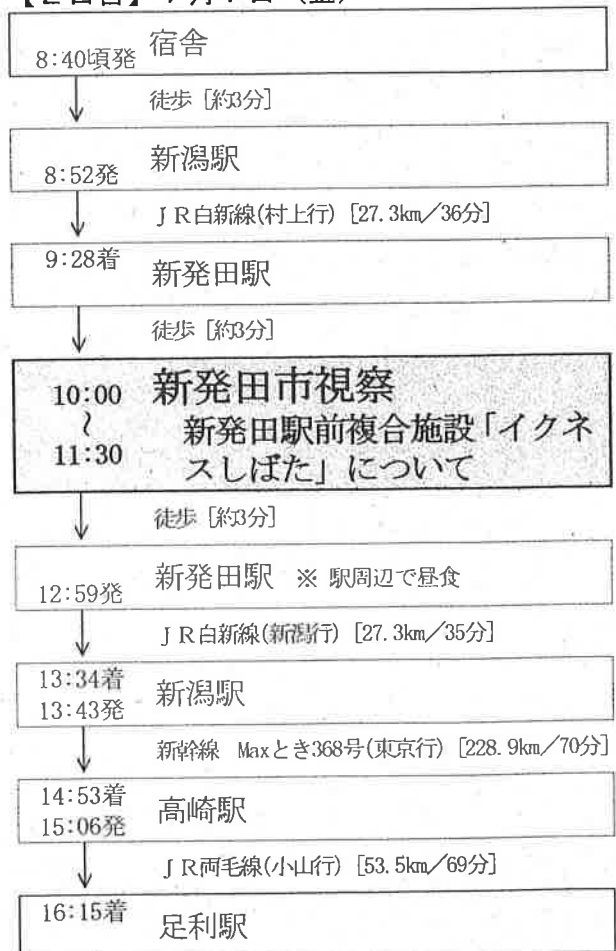 8:40頃発 宿舎
徒歩 [約3分]
8:52発 新潟駅
JR白新線(村上行) [27.3km/36分]
9:28着 新発田駅
徒歩 [約3分]
10:00 新発田市視察
~ 新発田駅前複合施設「イクネ
11:30 スしばた」について
徒歩 [約3分]
12:59発 新発田駅 ※ 駅周辺で昼食
JR白新線(新潟行) [27.3km/35分]
13:34着 新潟駅
13:43発
新幹線 Maxとき368号(東京行) [228.9km/70分]
14:53着 高崎駅
15:06発
JR両毛線(小山行) [53.5km/69分]
16:15着 足利駅